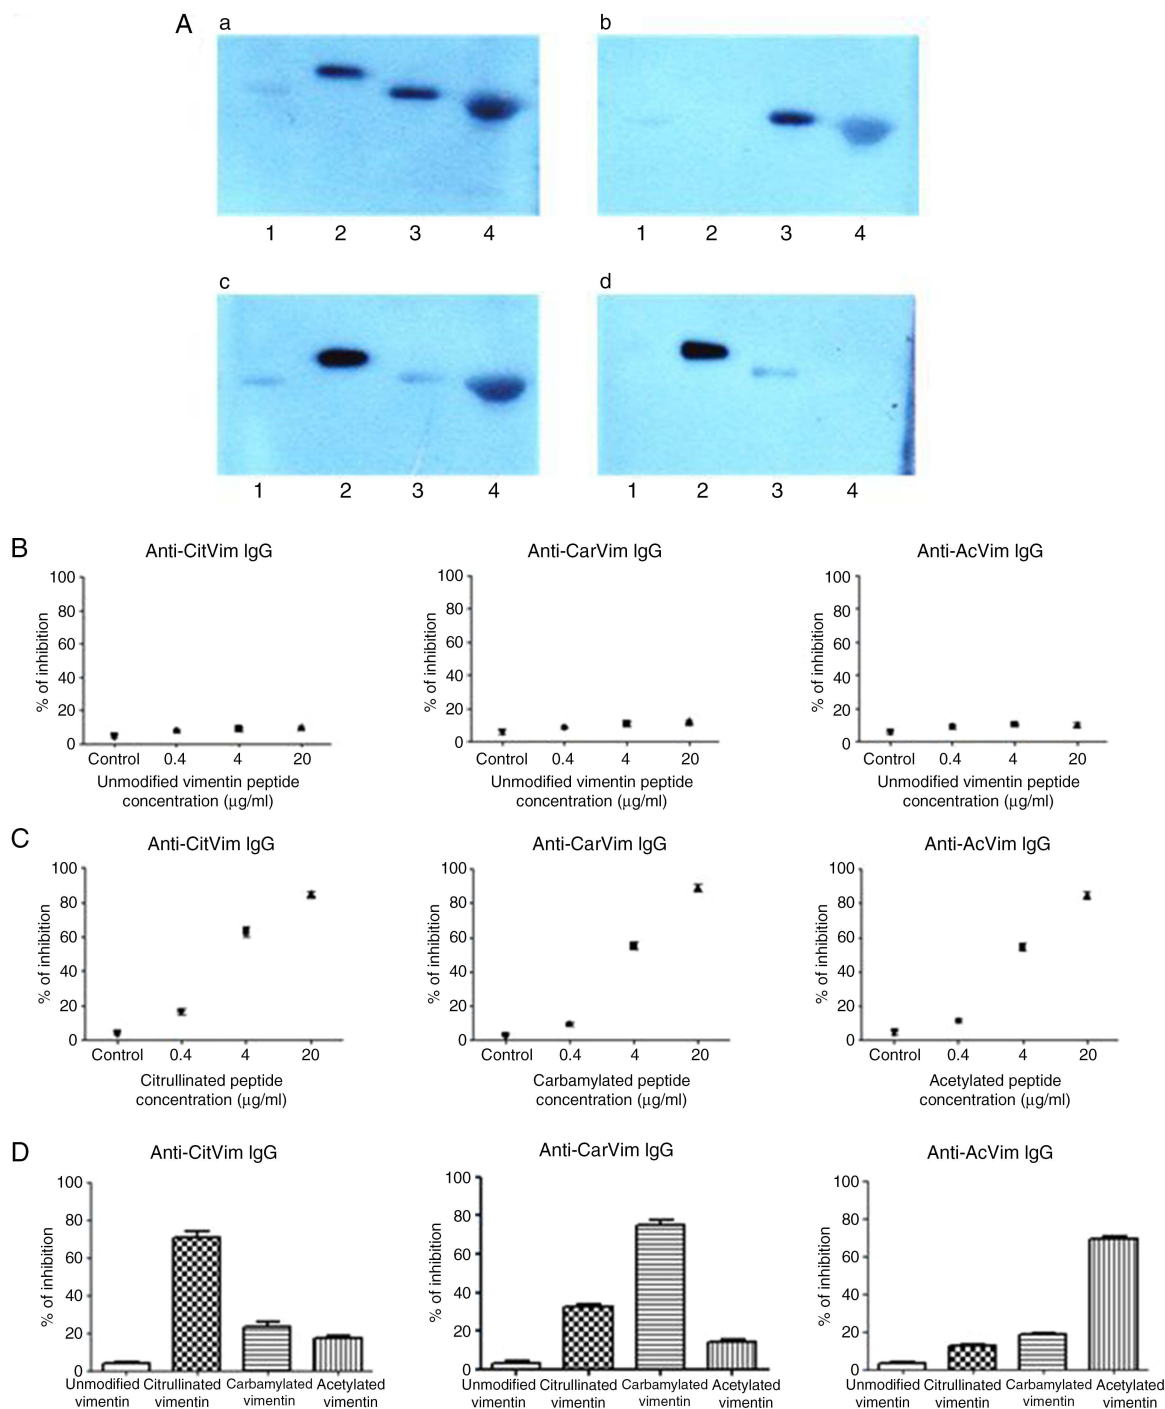 A
a
b
1 2 3 4
1 2 3 4
c
d
1 2 3 4
1 2 3 4
B
Anti-CitVim IgG
Anti-CarVim IgG
Anti-AcVim IgG
% of inhibition
100
80
60
40
20
0
Control 0.4 4 20
Unmodified vimentin peptide
concentration (µg/ml)
% of inhibition
100
80
60
40
20
0
Control 0.4 4 20
Unmodified vimentin peptide
concentration (µg/ml)
% of inhibition
100
80
60
40
20
0
Control 0.4 4 20
Unmodified vimentin peptide
concentration (µg/ml)
C
Anti-CitVim IgG
Anti-CarVim IgG
Anti-AcVim IgG
% of inhibition
100
80
60
40
20
0
Control 0.4 4 20
Citrullinated peptide
concentration (µg/ml)
% of inhibition
100
80
60
40
20
0
Control 0.4 4 20
Carbamylated peptide
concentration (µg/ml)
% of inhibition
100
80
60
40
20
0
Control 0.4 4 20
Acetylated peptide
concentration (µg/ml)
D
Anti-CitVim IgG
Anti-CarVim IgG
Anti-AcVim IgG
% of inhibition
100
80
60
40
20
0
Unmodified Citrullinated Carbamylated Acetylated
vimentin vimentin vimentin vimentin
% of inhibition
100
80
60
40
20
0
Unmodified Citrullinated Carbamylated Acetylated
vimentin vimentin vimentin vimentin
% of inhibition
100
80
60
40
20
0
Unmodified Citrullinated Carbamylated Acetylated
vimentin vimentin vimentin vimentin